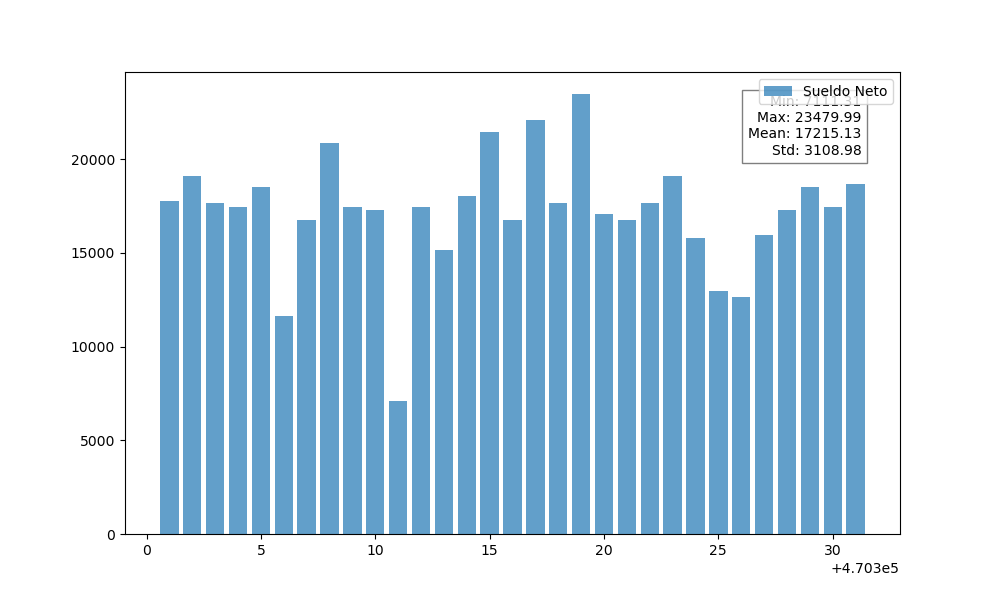 Sueldo Neto
Min: 7111.31
Max: 23479.99
Mean: 17215.13
Std: 3108.98
20000
15000
10000
5000
0
0 5 10 15 20 25 30
+4.703e5